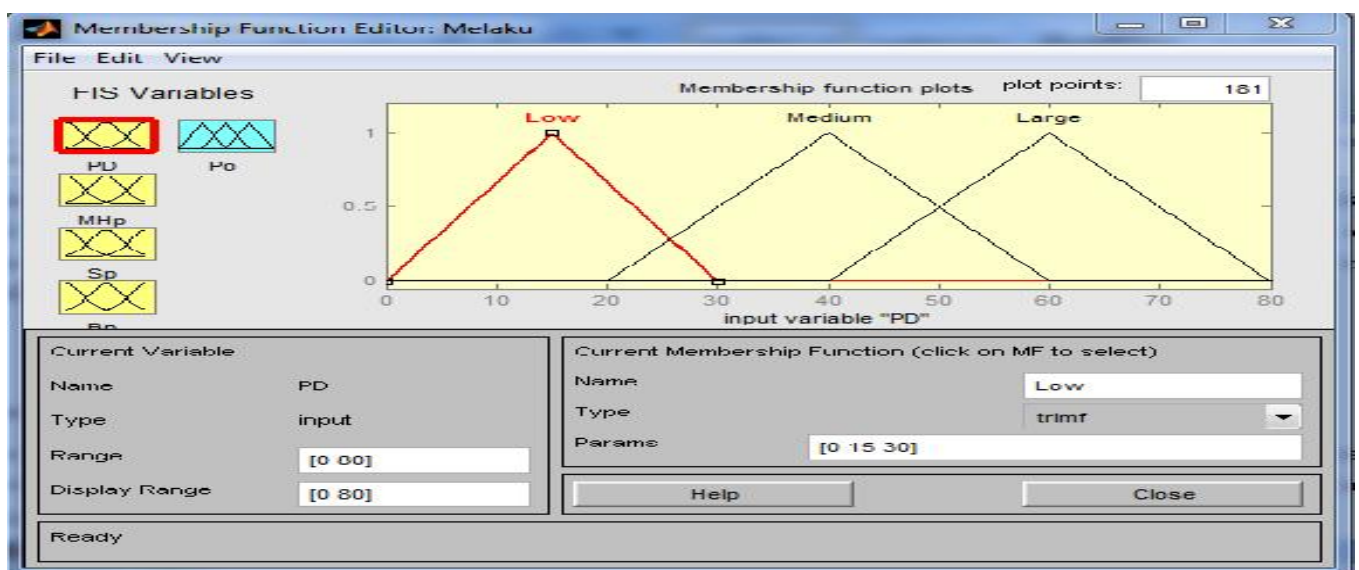 Membership Function Editor: Melaku
File Edit View
FIS Variables
Membership function plots plot points: 181
PD
Po
MHp
Sp
Low Medium Large
1
0.5
0
0 10 20 30 40 50 60 70 80
input variable "PD"
Current Variable
Name PD
Type input
Range [0 80]
Display Range [0 80]
Current Membership Function (click on MF to select)
Name Low
Type trimf
Params [0 15 30]
Help Close
Ready